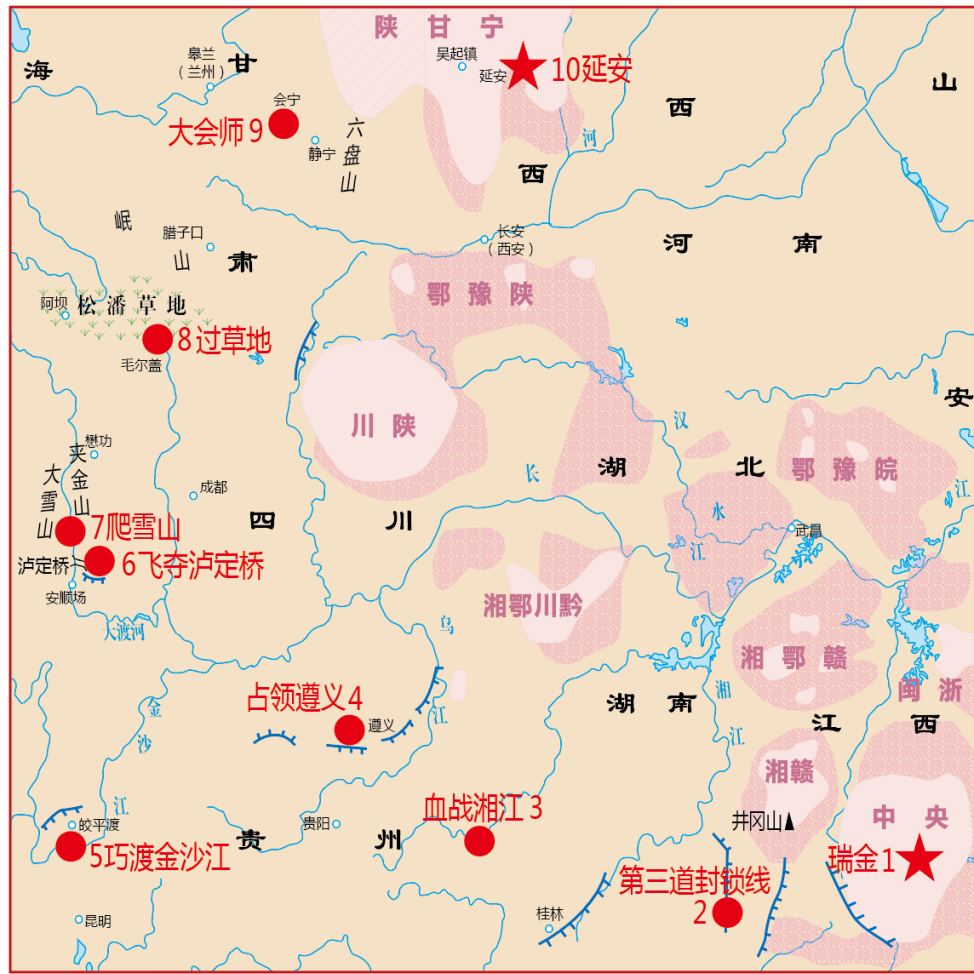 陕甘宁
海
皋兰
（兰州）
甘
吴起镇
延安
10延安
山
西
会宁
大会师 9
静宁
六盘山
河
西
岷
腊子口
山
肃
长安
（西安）
河南
鄂豫陕
阿坝
松潘草地
8过草地
毛尔盖
川陕
汉
安
懋功
夹金山
大雪山
成都
长
湖北
鄂豫皖
江
7爬雪山
四川
水
武昌
泸定桥
6飞夺泸定桥
江
安顺场
湘鄂川黔
大渡河
乌
湘鄂赣
闽浙
占领遵义 4
遵义
江
湖南
湘
江
江西
金
沙
江
湘赣
皎平渡
5巧渡金沙江
贵州
贵阳
血战湘江 3
井冈山
中央
瑞金 1
第三道封锁线
2
昆明
桂林